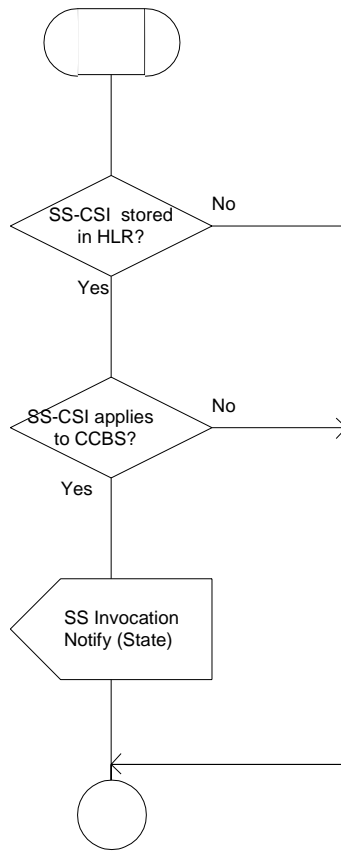 SS-CSI stored
in HLR?
No
Yes
SS-CSI applies
to CCBS?
No
Yes
SS Invocation
Notify (State)